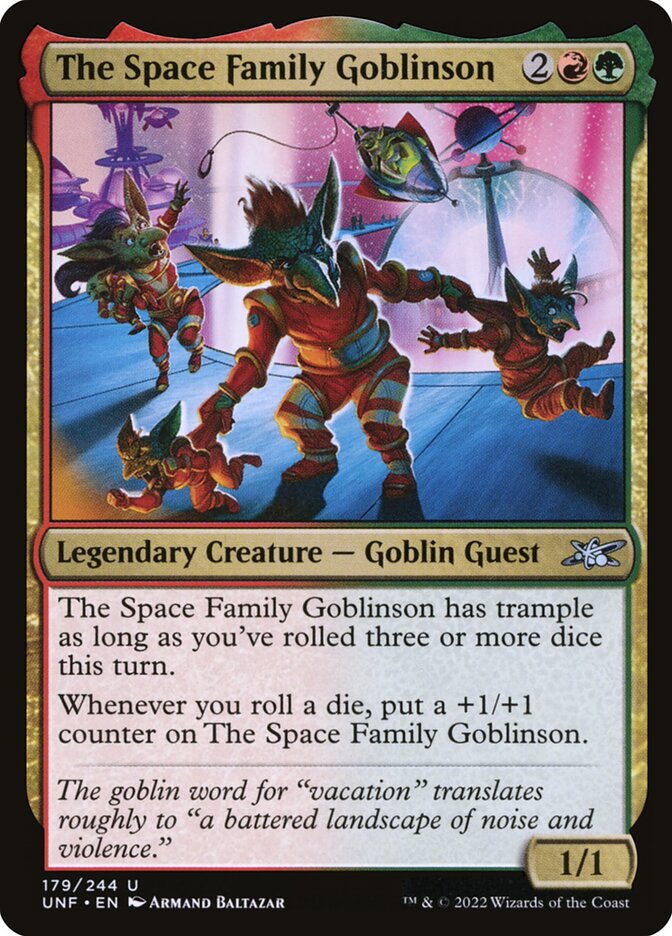 The Space Family Goblinson 2
Legendary Creature — Goblin Guest
The Space Family Goblinson has trample
as long as you've rolled three or more dice
this turn.
Whenever you roll a die, put a +1/+1
counter on The Space Family Goblinson.
The goblin word for “vacation” translates
roughly to “a battered landscape of noise and
violence.”
1/1
179/244 U
UNF • EN Armand Baltazar
™ & © 2022 Wizards of the Coast